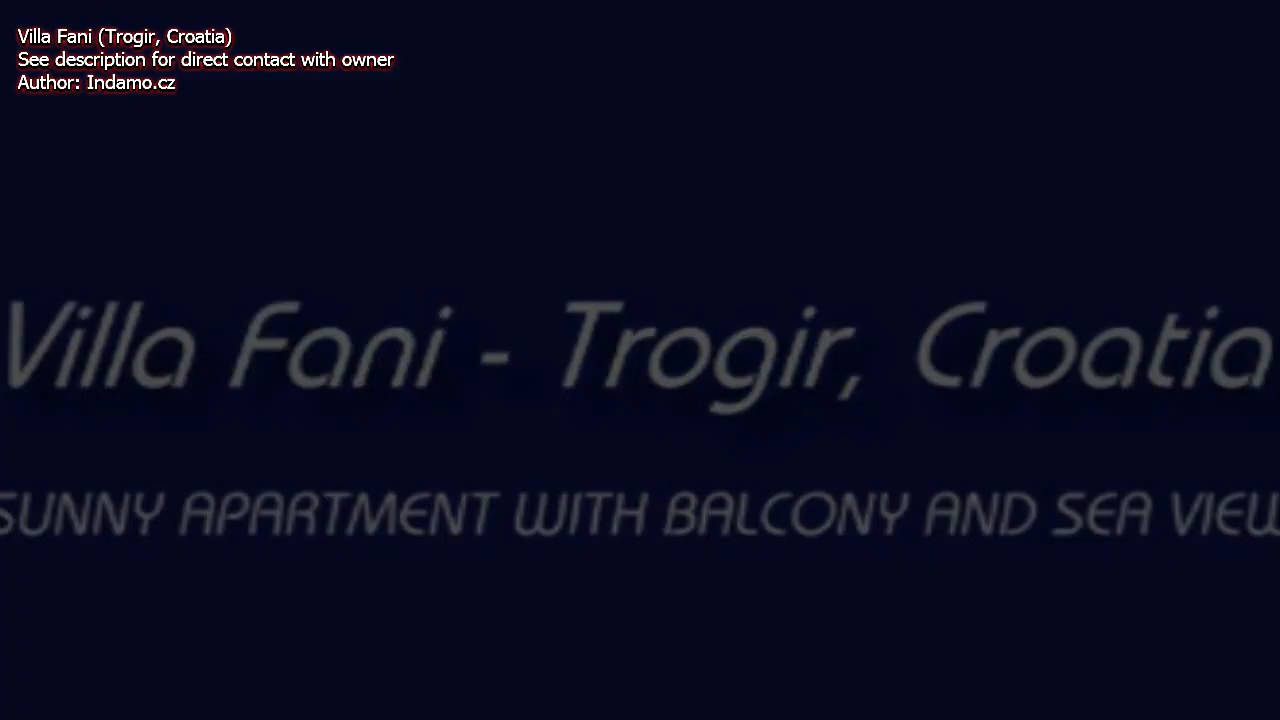 Villa Fani (Trogir, Croatia)
See description for direct contact with owner
Author: Indamo.cz
Villa Fani - Trogir, Croatia
SUNNY APARTMENT WITH BALCONY AND SEA VIEW